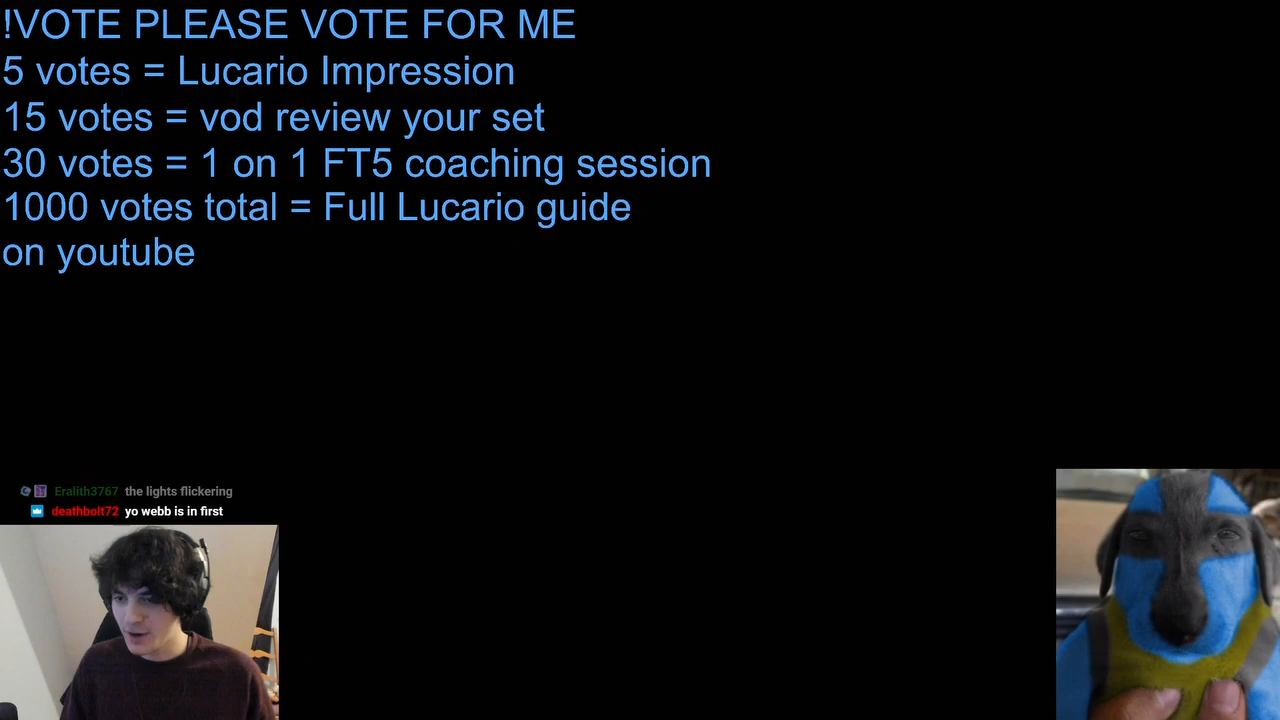 !VOTE PLEASE VOTE FOR ME
5 votes = Lucario Impression
15 votes = vod review your set
30 votes = 1 on 1 FT5 coaching session
1000 votes total = Full Lucario guide
on youtube
Eralith3767 the lights flickering
deathbolt72 yo webb is in first